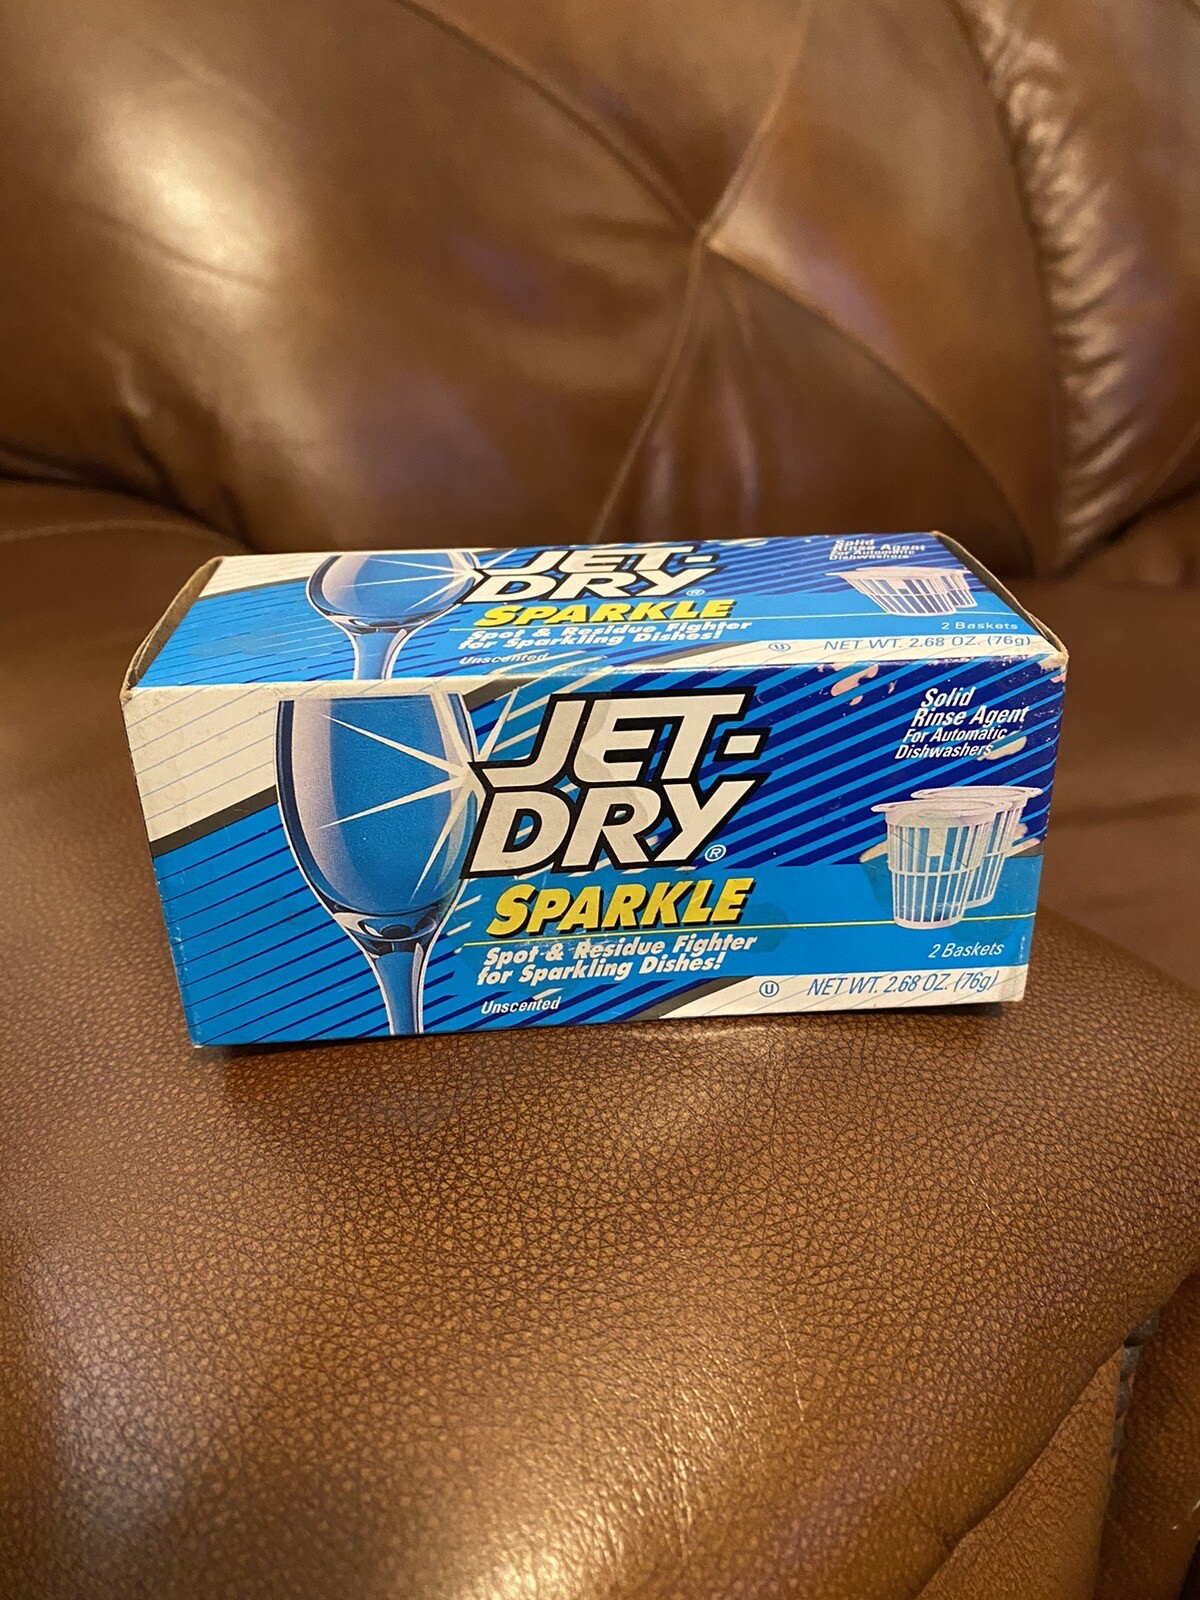 JET-
DRY®
SPARKLE
Spot & Residue Fighter
for Sparkling Dishes!
Unscented
Solid
Rinse Agent
For Automatic
Dishwashers
2 Baskets
Ⓤ NET WT. 2.68 OZ. (76g)
JET-
DRY®
SPARKLE
Spot & Residue Fighter
for Sparkling Dishes!
Unscented
Solid
Rinse Agent
For Automatic
Dishwashers
2 Baskets
Ⓤ NET WT. 2.68 OZ. (76g)